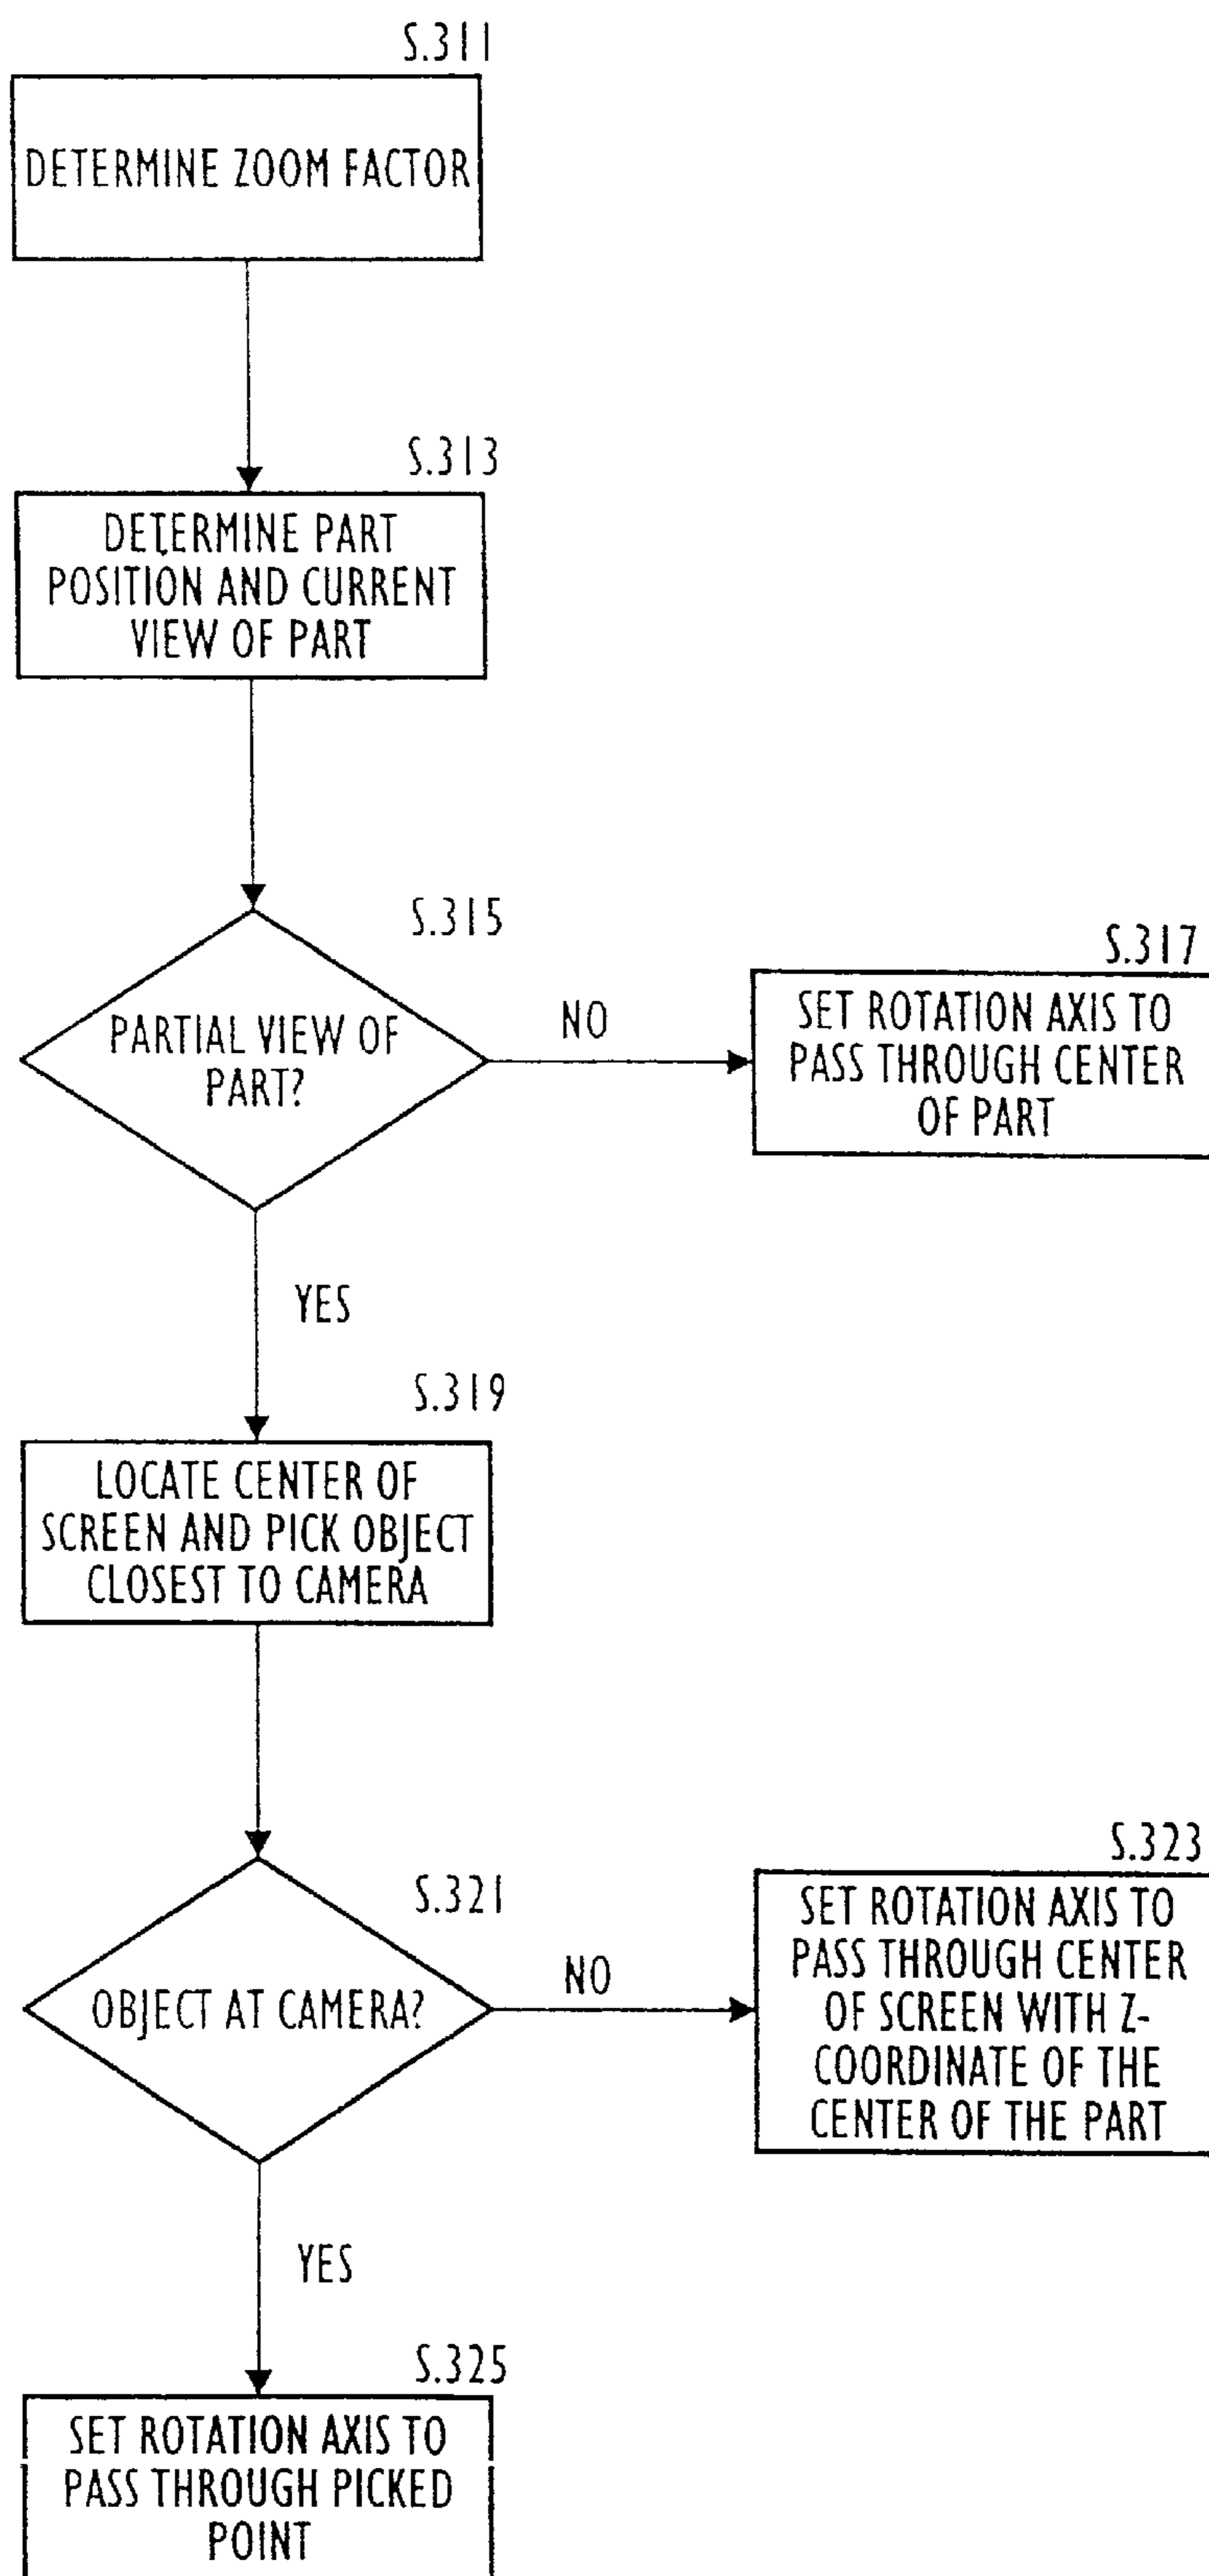 S.311
DETERMINE ZOOM FACTOR
S.313
DETERMINE PART
POSITION AND CURRENT
VIEW OF PART
S.315
PARTIAL VIEW OF
PART?
NO
S.317
SET ROTATION AXIS TO
PASS THROUGH CENTER
OF PART
YES
S.319
LOCATE CENTER OF
SCREEN AND PICK OBJECT
CLOSEST TO CAMERA
S.321
OBJECT AT CAMERA?
NO
S.323
SET ROTATION AXIS TO
PASS THROUGH CENTER
OF SCREEN WITH Z-
COORDINATE OF THE
CENTER OF THE PART
YES
S.325
SET ROTATION AXIS TO
PASS THROUGH PICKED
POINT